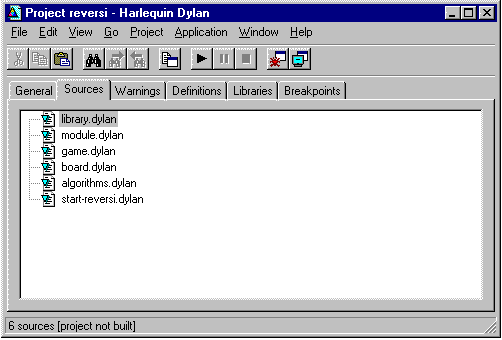 Project reversi - Harlequin Dylan
File Edit View Go Project Application Window Help
General Sources Warnings Definitions Libraries Breakpoints
library.dylan
module.dylan
game.dylan
board.dylan
algorithms.dylan
start-reversi.dylan
6 sources [project not built]